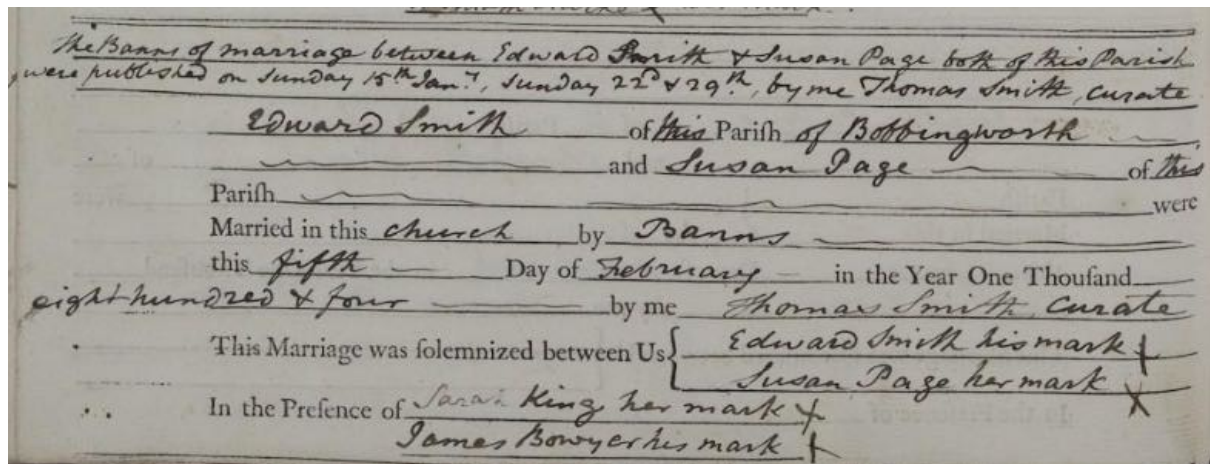 The Banns of marriage between Edward Smith & Susan Page both of this Parish
were published on Sunday 15th Jany, Sunday 22d & 29th, by me Thomas Smith, Curate
Edward Smith of this Pariſh of Bobbingworth
and Susan Page of this
Pariſh were
Married in this church by Banns
this fifth Day of February in the Year One Thouſand
eight hundred & four by me Thomas Smith, Curate
This Marriage was ſolemnized between Us { Edward Smith his mark +
Susan Page her mark X
In the Preſence of Sarah King her mark +
James Bowyer his mark +